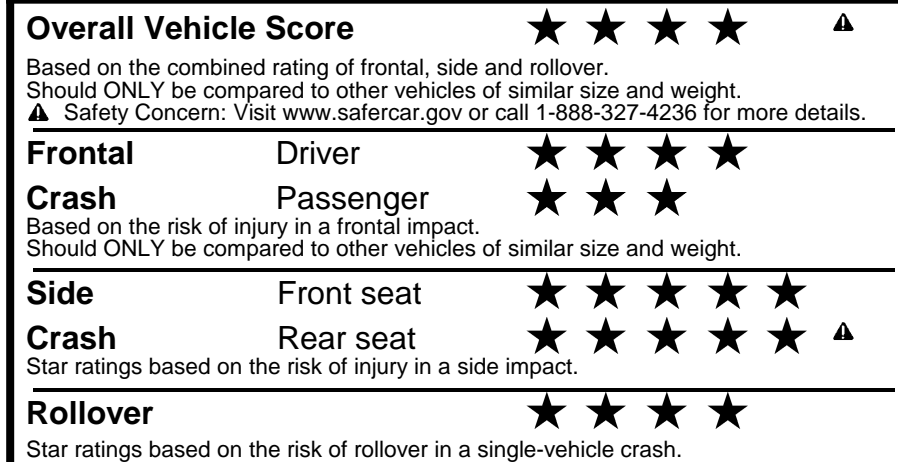 Overall Vehicle Score ★ ★ ★ ★ ⚠
Based on the combined rating of frontal, side and rollover.
Should ONLY be compared to other vehicles of similar size and weight.
⚠ Safety Concern: Visit www.safercar.gov or call 1-888-327-4236 for more details.
Frontal Driver ★ ★ ★ ★
Crash Passenger ★ ★ ★
Based on the risk of injury in a frontal impact.
Should ONLY be compared to other vehicles of similar size and weight.
Side Front seat ★ ★ ★ ★ ★
Crash Rear seat ★ ★ ★ ★ ★ ⚠
Star ratings based on the risk of injury in a side impact.
Rollover ★ ★ ★ ★
Star ratings based on the risk of rollover in a single-vehicle crash.